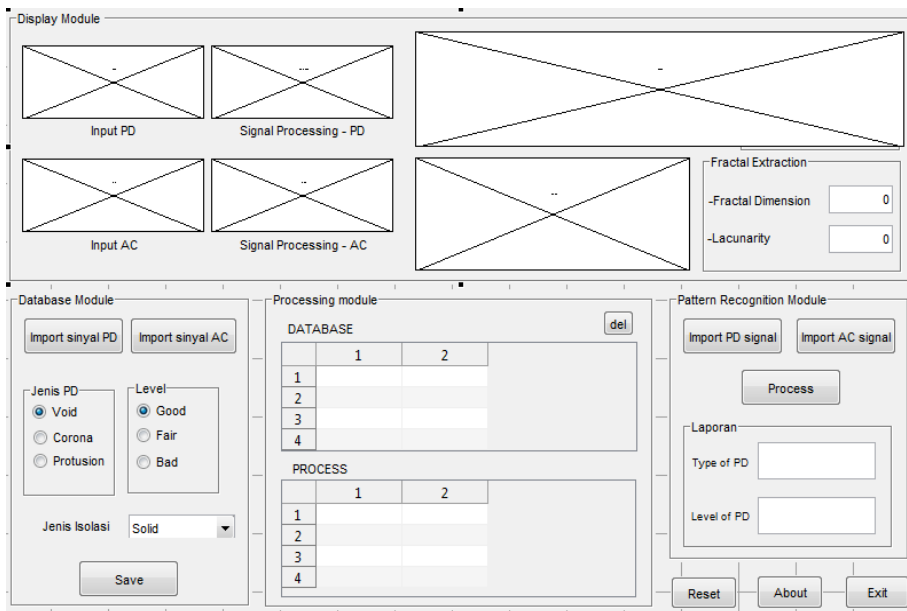 Display Module
Input PD
Signal Processing - PD
Input AC
Signal Processing - AC
Fractal Extraction
-Fractal Dimension
0
-Lacunarity
0
Database Module
Import sinyal PD
Import sinyal AC
Jenis PD
Void
Corona
Protusion
Level
Good
Fair
Bad
Jenis Isolasi
Solid
Save
Processing module
DATABASE
del
1 2
1
2
3
4
PROCESS
1 2
1
2
3
4
Pattern Recognition Module
Import PD signal
Import AC signal
Process
Laporan
Type of PD
Level of PD
Reset
About
Exit